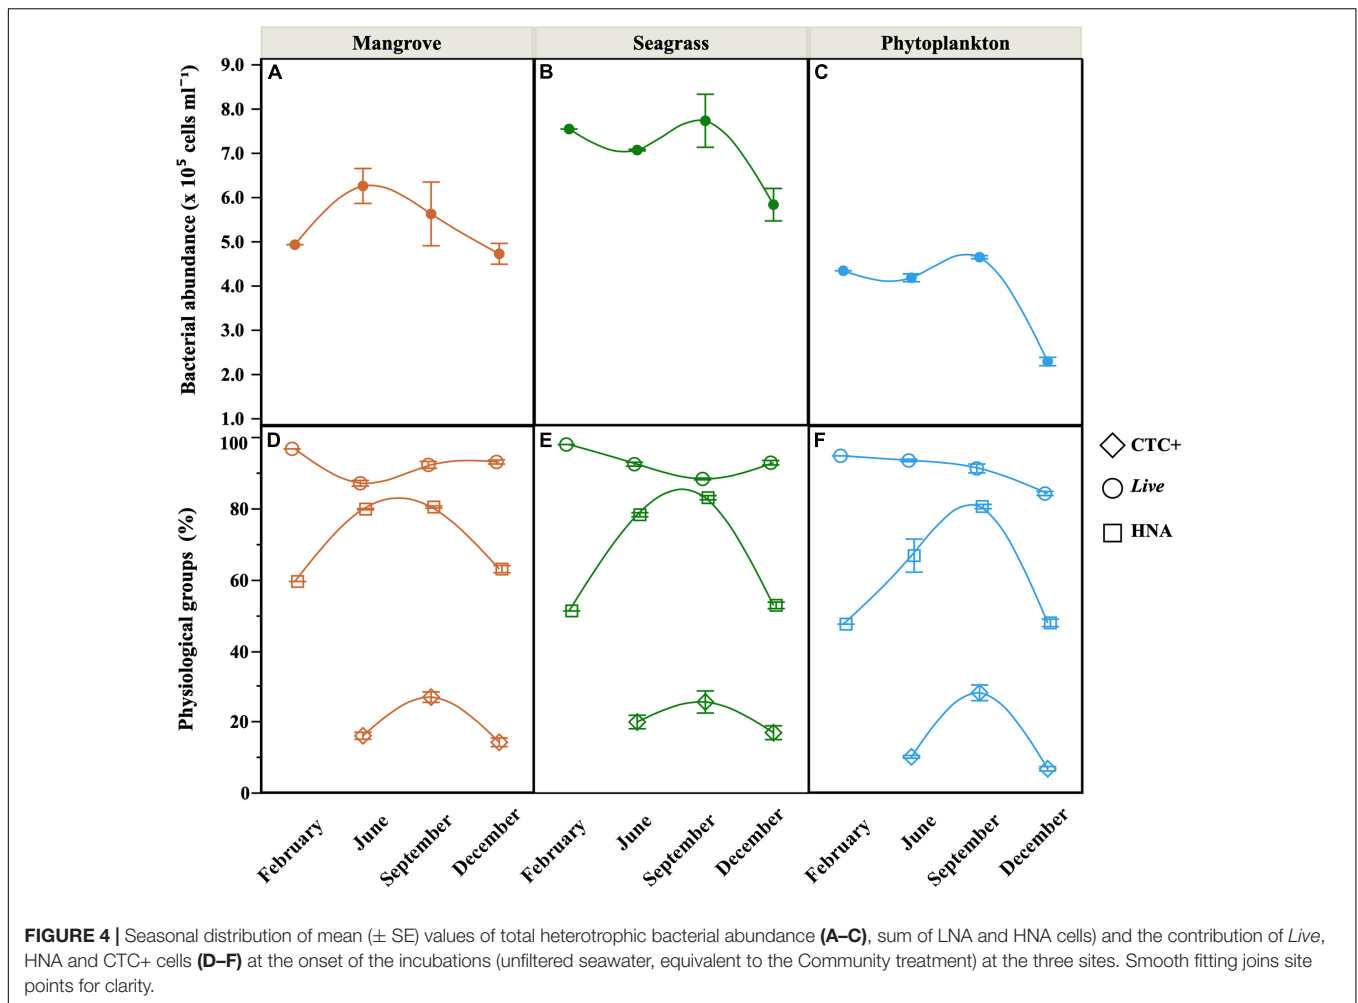 Mangrove Seagrass Phytoplankton
A B C
Bacterial abundance (x 10⁵ cells ml⁻¹)
9.0
8.0
7.0
6.0
5.0
4.0
3.0
2.0
1.0
D E F
Physiological groups (%)
100
80
60
40
20
0
CTC+
Live
HNA
February June September December February June September December February June September December
FIGURE 4 | Seasonal distribution of mean (± SE) values of total heterotrophic bacterial abundance (A–C), sum of LNA and HNA cells) and the contribution of Live,
HNA and CTC+ cells (D–F) at the onset of the incubations (unfiltered seawater, equivalent to the Community treatment) at the three sites. Smooth fitting joins site
points for clarity.